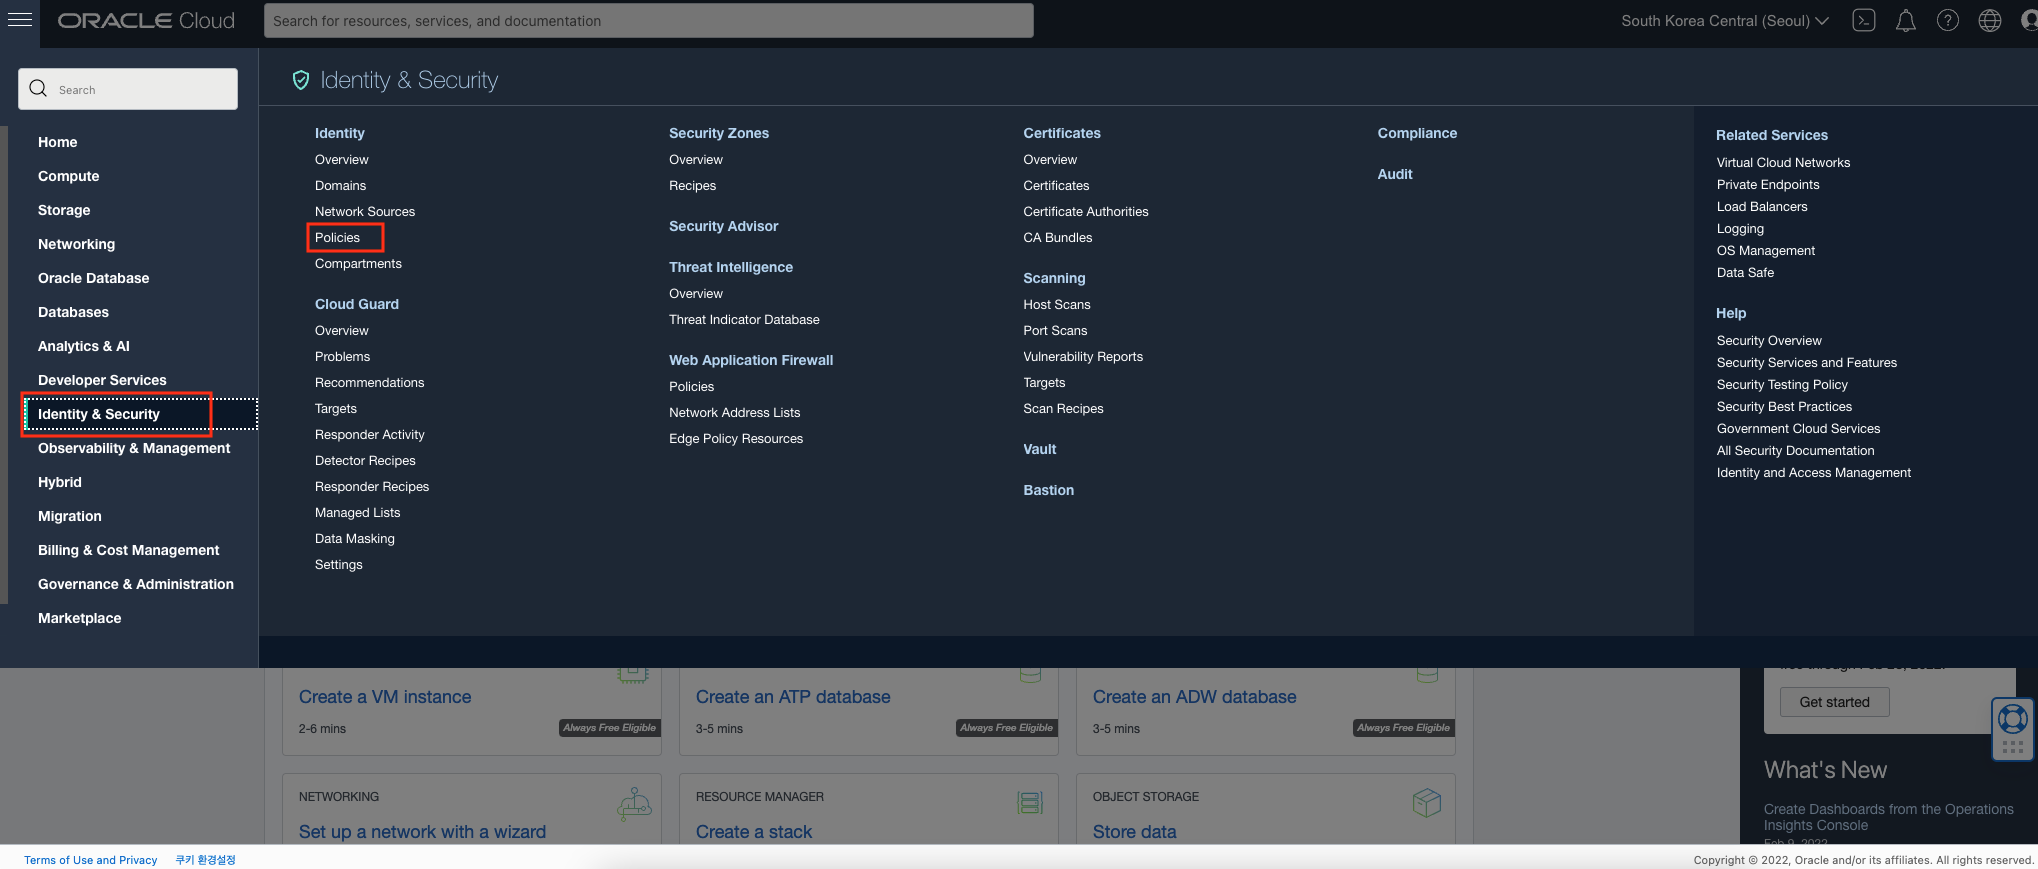 ORACLE Cloud
Search for resources, services, and documentation
South Korea Central (Seoul)
Search
Home
Compute
Storage
Networking
Oracle Database
Databases
Analytics & AI
Developer Services
Identity & Security
Observability & Management
Hybrid
Migration
Billing & Cost Management
Governance & Administration
Marketplace
Identity & Security
Identity
Overview
Domains
Network Sources
Policies
Compartments
Cloud Guard
Overview
Problems
Recommendations
Targets
Responder Activity
Detector Recipes
Responder Recipes
Managed Lists
Data Masking
Settings
Security Zones
Overview
Recipes
Security Advisor
Threat Intelligence
Overview
Threat Indicator Database
Web Application Firewall
Policies
Network Address Lists
Edge Policy Resources
Certificates
Overview
Certificates
Certificate Authorities
CA Bundles
Scanning
Host Scans
Port Scans
Vulnerability Reports
Targets
Scan Recipes
Vault
Bastion
Compliance
Audit
Related Services
Virtual Cloud Networks
Private Endpoints
Load Balancers
Logging
OS Management
Data Safe
Help
Security Overview
Security Services and Features
Security Testing Policy
Security Best Practices
Government Cloud Services
All Security Documentation
Identity and Access Management
Create a VM instance
2-6 mins
Always Free Eligible
Create an ATP database
3-5 mins
Always Free Eligible
Create an ADW database
3-5 mins
Always Free Eligible
NETWORKING
Set up a network with a wizard
RESOURCE MANAGER
Create a stack
OBJECT STORAGE
Store data
Get started
What's New
Create Dashboards from the Operations
Insights Console
Feb 9, 2022
Terms of Use and Privacy
쿠키 환경설정
Copyright © 2022, Oracle and/or its affiliates. All rights reserved.